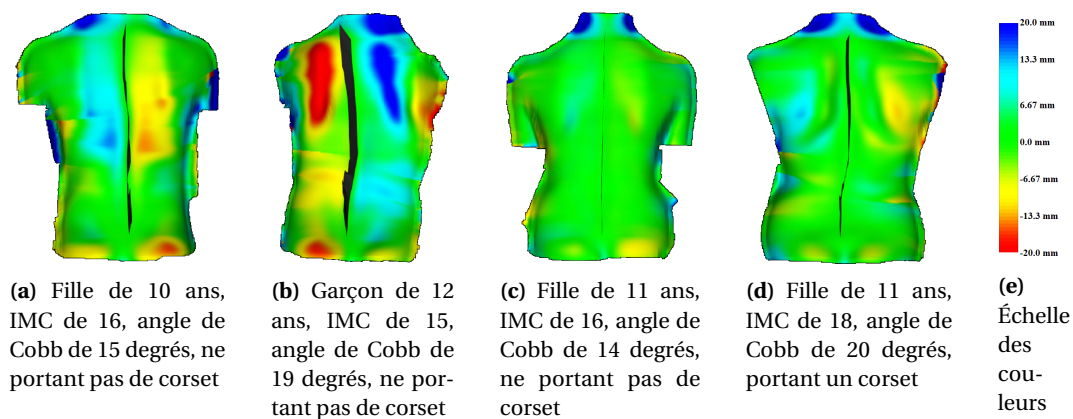 20.0 mm
13.3 mm
6.67 mm
0.0 mm
-6.67 mm
-13.3 mm
-20.0 mm
(a) Fille de 10 ans,
IMC de 16, angle de
Cobb de 15 degrés, ne
portant pas de corset
(b) Garçon de 12
ans, IMC de 15,
angle de Cobb de
19 degrés, ne por-
tant pas de corset
(c) Fille de 11 ans,
IMC de 16, angle de
Cobb de 14 degrés,
ne portant pas de
corset
(d) Fille de 11 ans,
IMC de 18, angle de
Cobb de 20 degrés,
portant un corset
(e)
Échelle
des
cou-
leurs